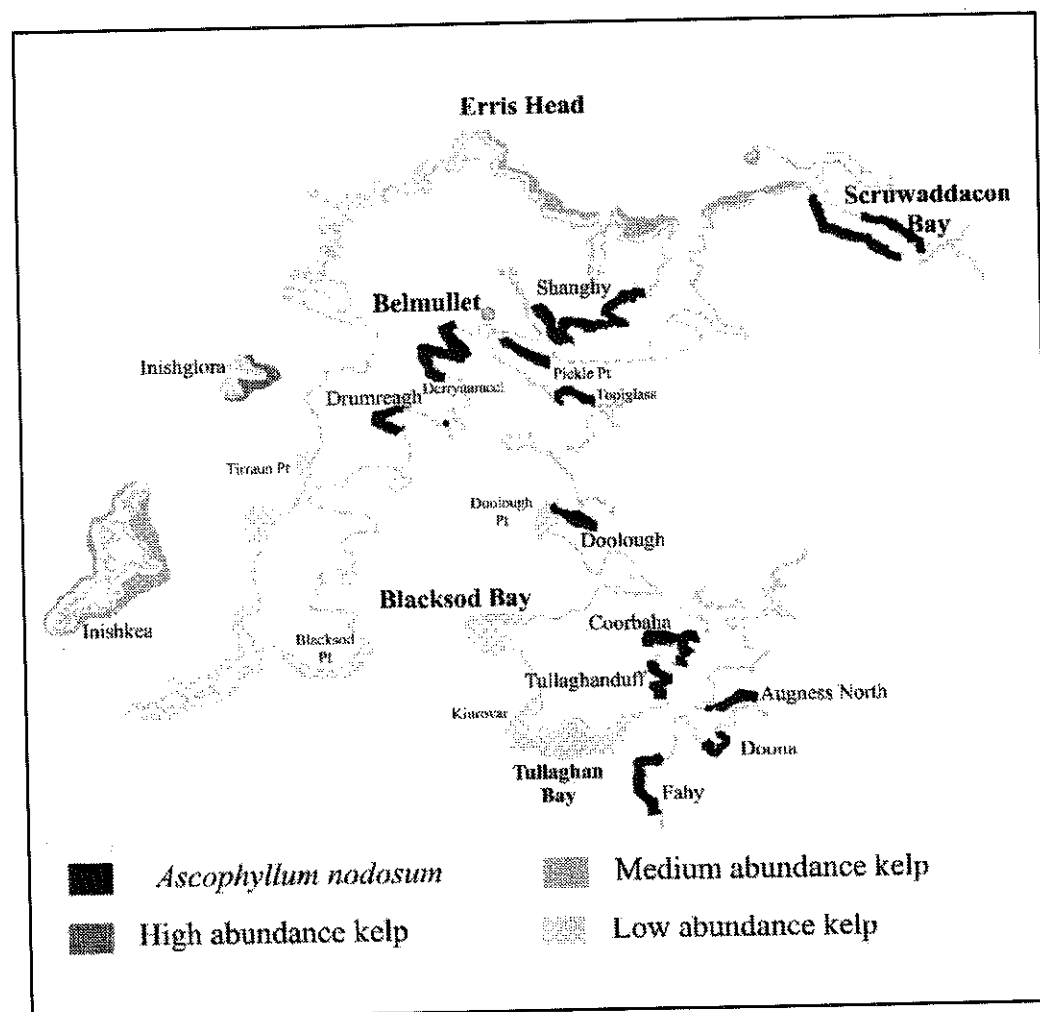 Erris Head
Scruwaddacon
Bay
Shanghy
Belmullet
Inishglora
Pickle Pt
Drumreagh
Topiglass
Tirraun Pt
Doolough
Pt
Doolough
Blacksod Bay
Coorbaha
Inishkea
Blacksod
Pt
Tullaghanduff
Augness North
Kinrovar
Doona
Tullaghan
Bay
Fahy
Ascophyllum nodosum
Medium abundance kelp
High abundance kelp
Low abundance kelp